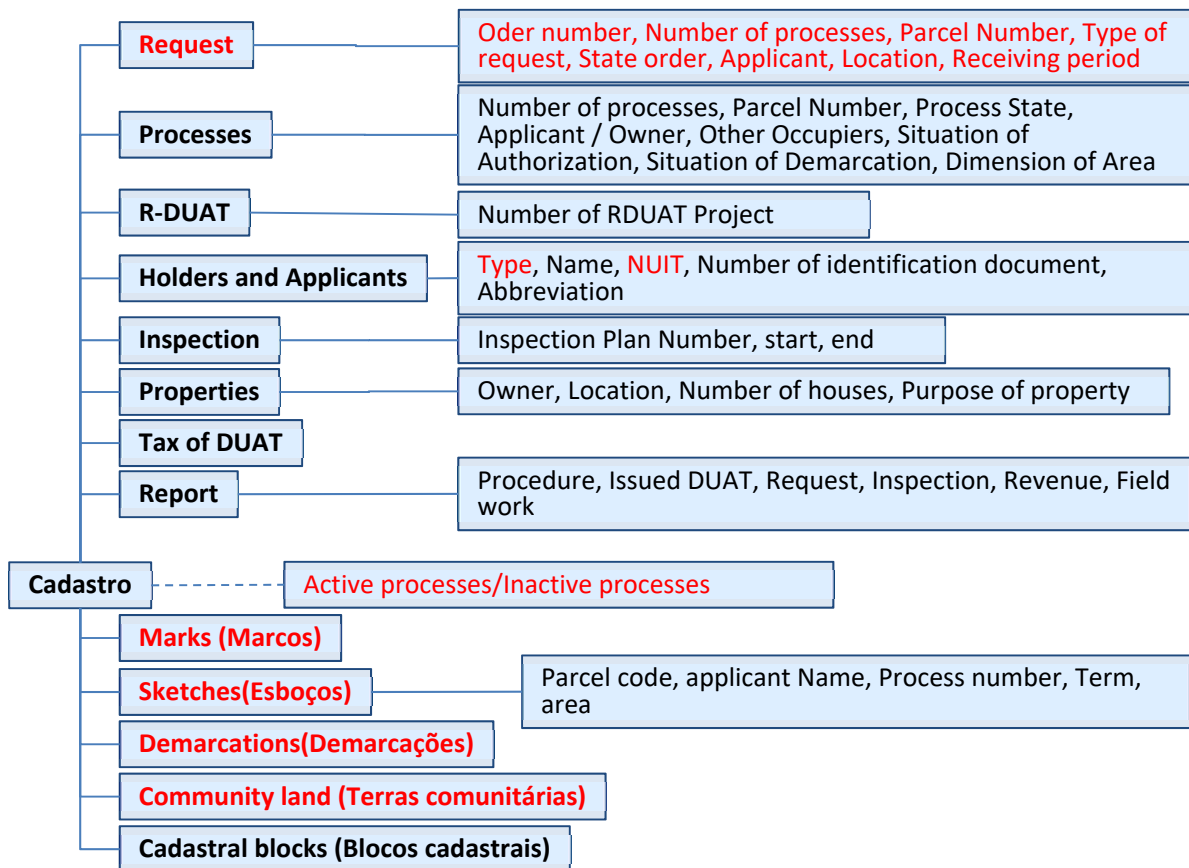 Request
Oder number, Number of processes, Parcel Number, Type of
request, State order, Applicant, Location, Receiving period
Processes
Number of processes, Parcel Number, Process State,
Applicant / Owner, Other Occupiers, Situation of
Authorization, Situation of Demarcation, Dimension of Area
R-DUAT
Number of RDUAT Project
Holders and Applicants
Type, Name, NUIT, Number of identification document,
Abbreviation
Inspection
Inspection Plan Number, start, end
Properties
Owner, Location, Number of houses, Purpose of property
Tax of DUAT
Report
Procedure, Issued DUAT, Request, Inspection, Revenue, Field
work
Cadastro
Active processes/Inactive processes
Marks (Marcos)
Sketches(Esboços)
Parcel code, applicant Name, Process number, Term,
area
Demarcations(Demarcações)
Community land (Terras comunitárias)
Cadastral blocks (Blocos cadastrais)